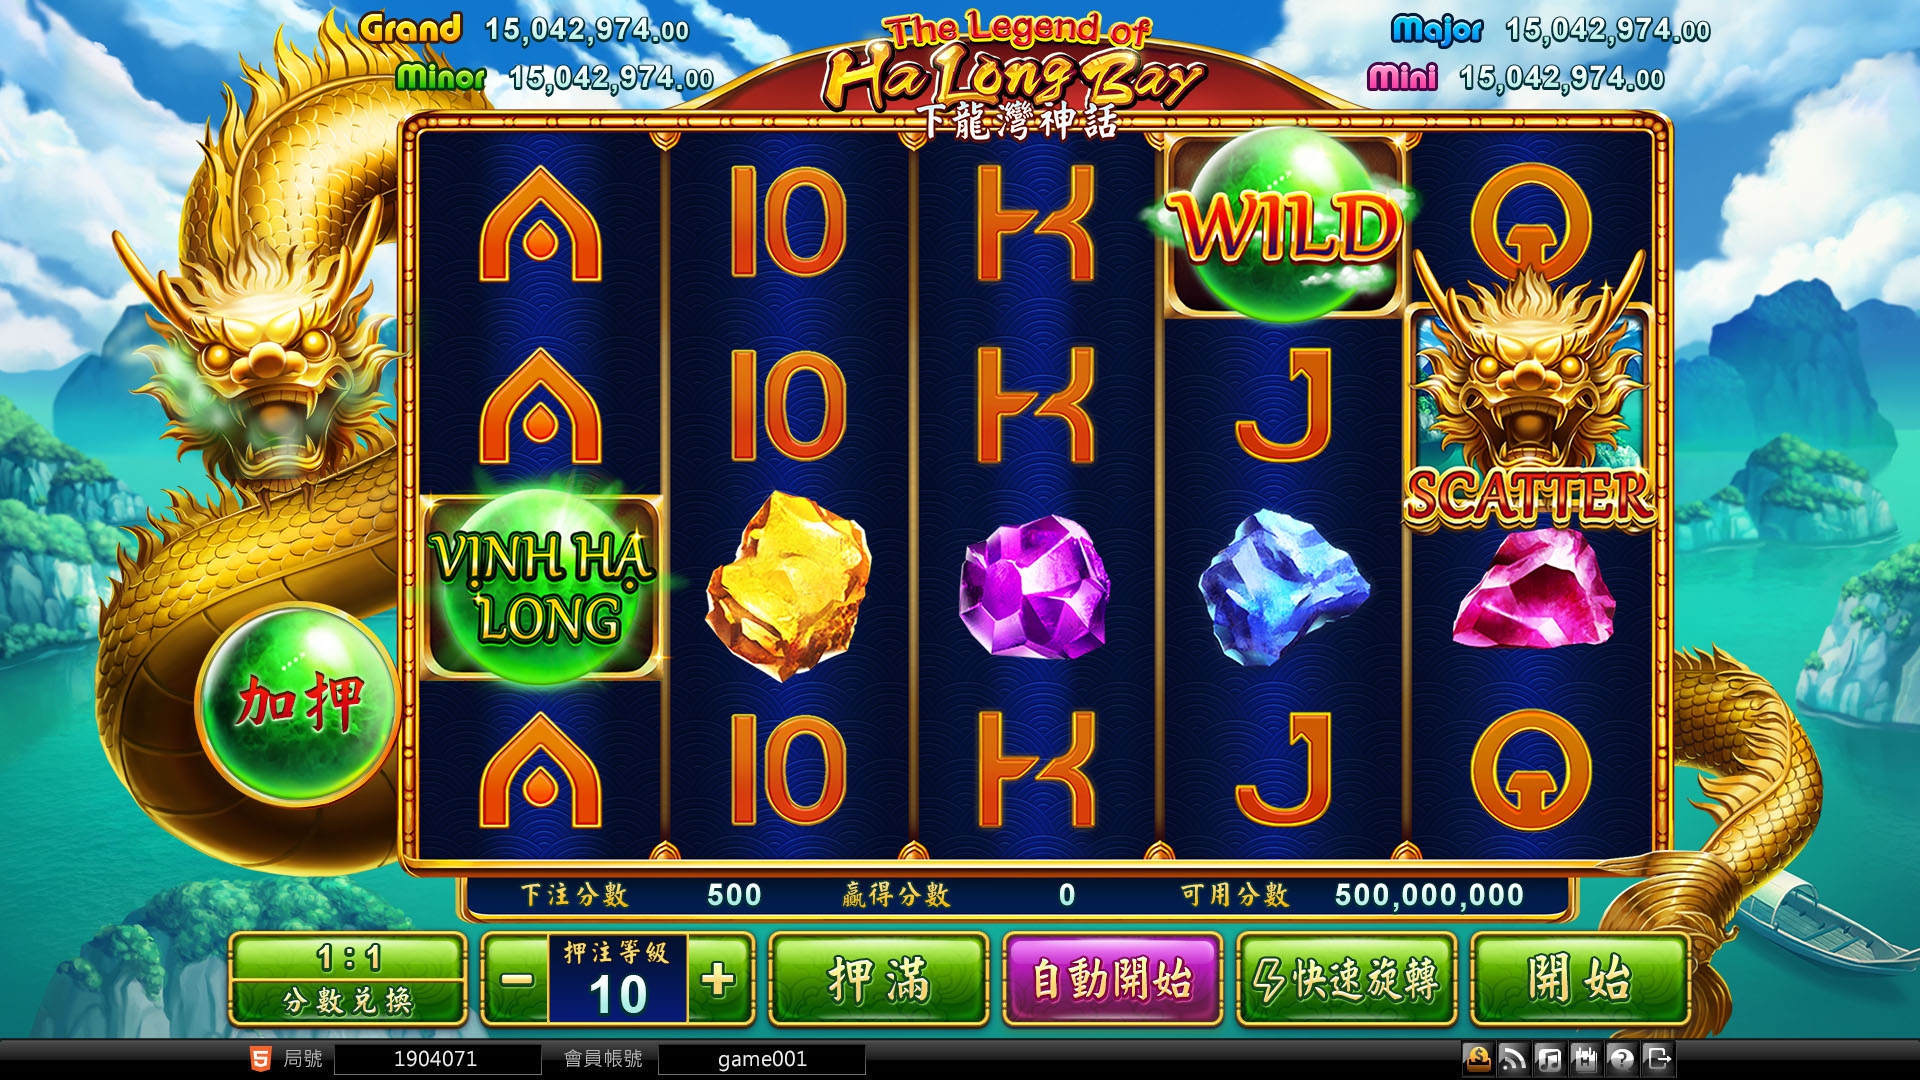 Grand 15,042,974.00
Minor 15,042,974.00
The Legend of
Ha Long Bay
下龍灣神話
Major 15,042,974.00
Mini 15,042,974.00
A 10 K WILD Q
A 10 K J SCATTER
VỊNH HẠ
LONG
A 10 K J Q
加押
下注分數 500 贏得分數 0 可用分數 500,000,000
1:1
分數兌換
－ 押注等級 ＋
10
押滿
自動開始
快速旋轉
開始
5 局號 1904071 會員帳號 game001